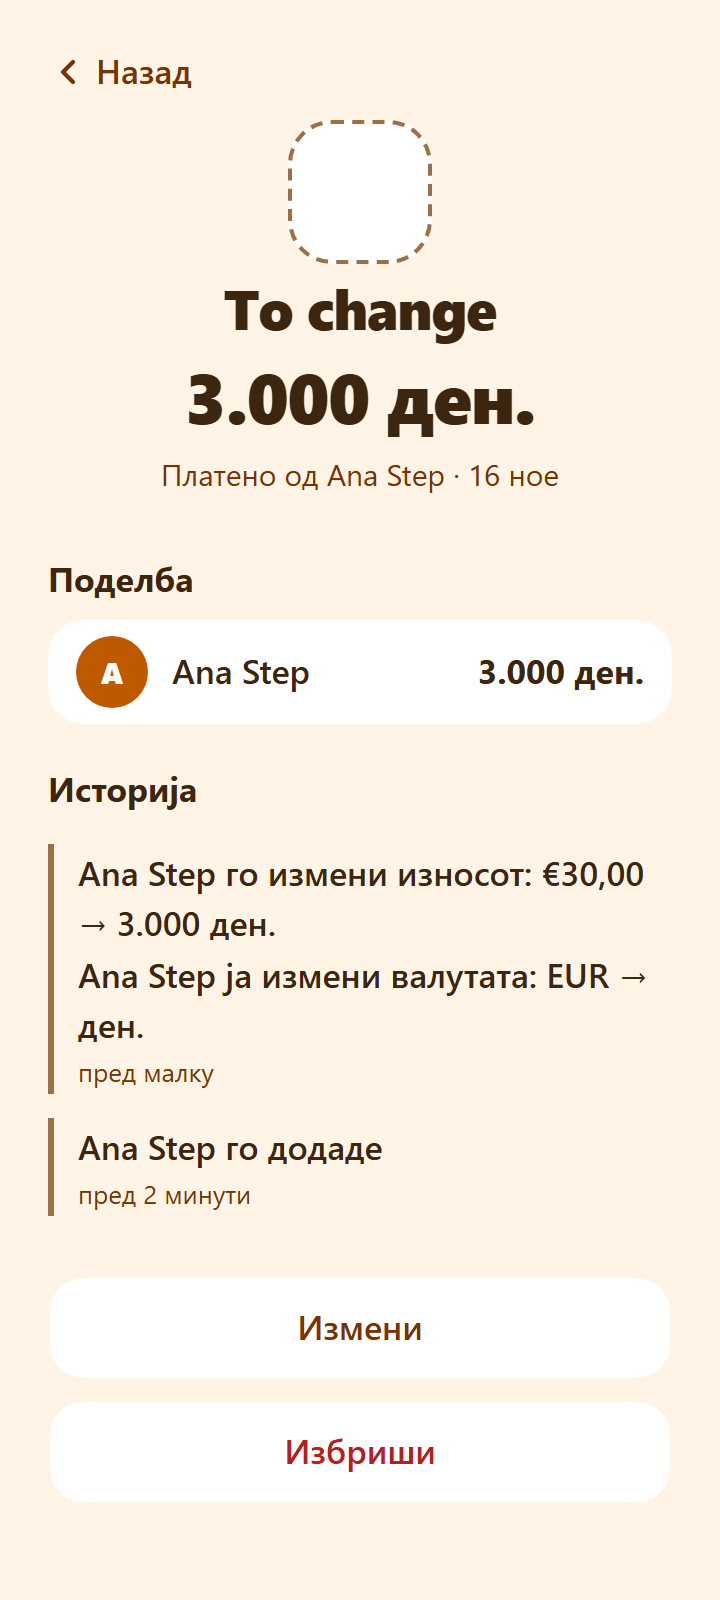 Назад
To change
3.000 ден.
Платено од Ana Step · 16 ное
Поделба
A Ana Step 3.000 ден.
Историја
Ana Step го измени износот: €30,00
→ 3.000 ден.
Ana Step ја измени валутата: EUR →
ден.
пред малку
Ana Step го додаде
пред 2 минути
Измени
Избриши